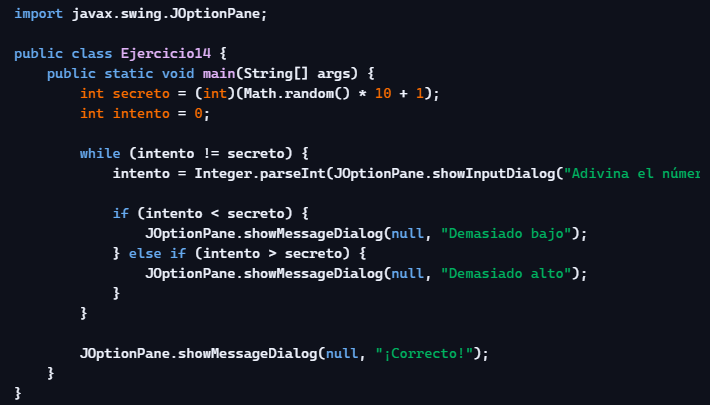 import javax.swing.JOptionPane;

public class Ejercicio14 {
    public static void main(String[] args) {
        int secreto = (int)(Math.random() * 10 + 1);
        int intento = 0;

        while (intento != secreto) {
            intento = Integer.parseInt(JOptionPane.showInputDialog("Adivina el númer

            if (intento < secreto) {
                JOptionPane.showMessageDialog(null, "Demasiado bajo");
            } else if (intento > secreto) {
                JOptionPane.showMessageDialog(null, "Demasiado alto");
            }
        }

        JOptionPane.showMessageDialog(null, "¡Correcto!");
    }
}